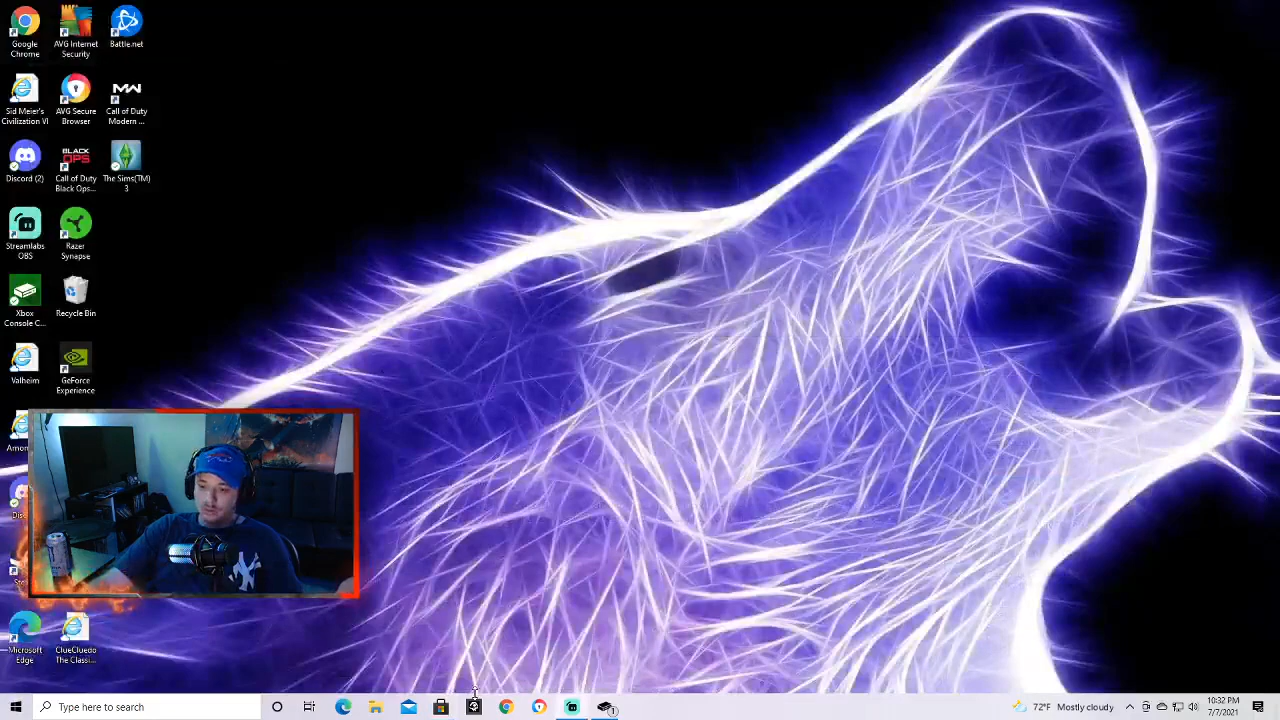 Google
Chrome
AVG Internet
Security
Battle.net
Sid Meier's
Civilization VI
AVG Secure
Browser
Call of Duty
Modern ...
Discord (2)
BLACK
OPS
Call of Duty
Black Ops...
The Sims(TM)
3
Streamlabs
OBS
Razer
Synapse
Xbox
Console C...
Recycle Bin
Valheim
GeForce
Experience
Microsoft
Edge
ClueCluedo
The Classi...
Type here to search
72°F Mostly cloudy
10:32 PM
7/7/2021